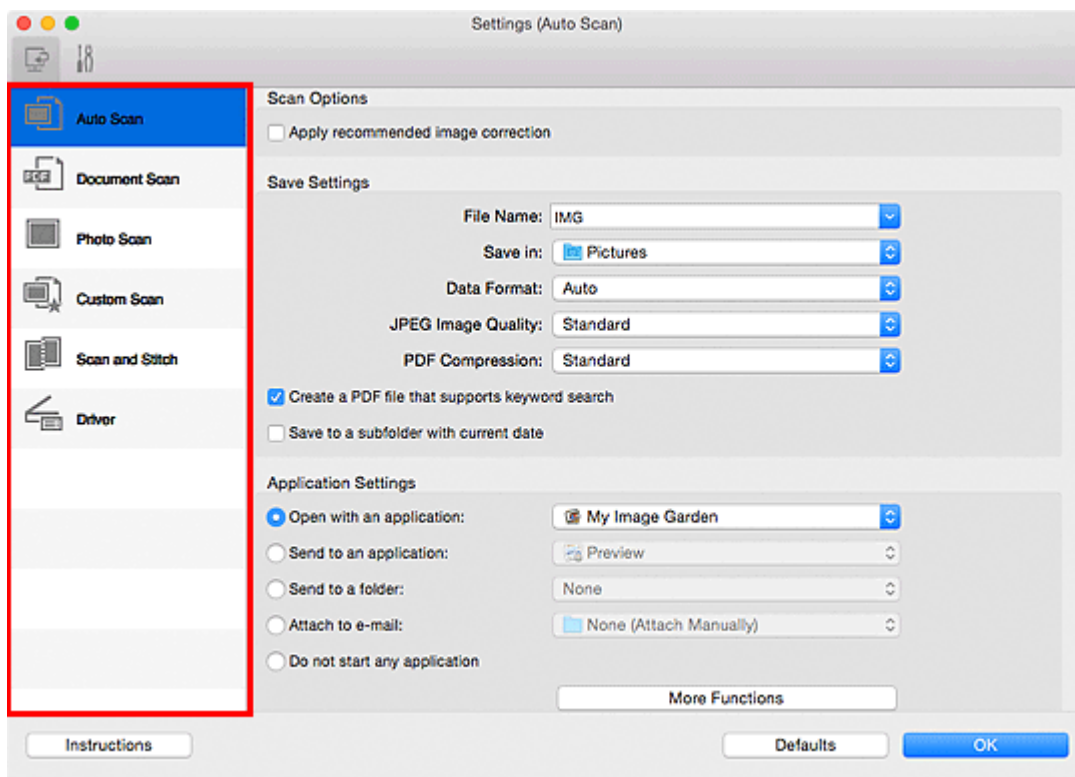 Settings (Auto Scan)
Auto Scan
Document Scan
Photo Scan
Custom Scan
Scan and Stitch
Driver
Scan Options
Apply recommended image correction
Save Settings
File Name: IMG
Save in: Pictures
Data Format: Auto
JPEG Image Quality: Standard
PDF Compression: Standard
Create a PDF file that supports keyword search
Save to a subfolder with current date
Application Settings
Open with an application: My Image Garden
Send to an application: Preview
Send to a folder: None
Attach to e-mail: None (Attach Manually)
Do not start any application
More Functions
Instructions
Defaults
OK